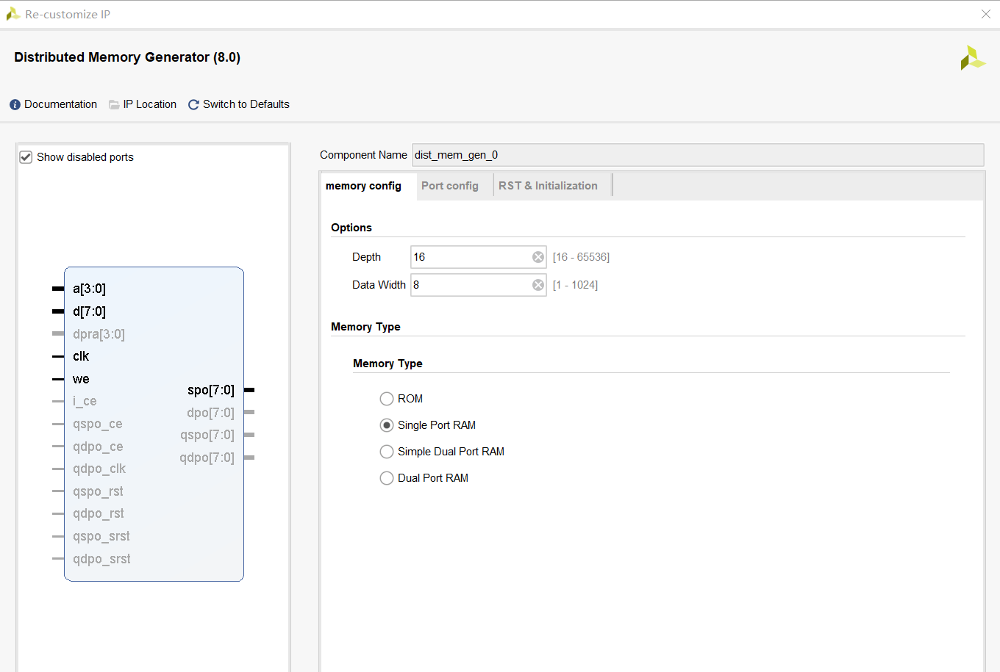 Re-customize IP
Distributed Memory Generator (8.0)
Documentation IP Location Switch to Defaults
Show disabled ports
a[3:0]
d[7:0]
dpra[3:0]
clk
we
i_ce
qspo_ce
qdpo_ce
qdpo_clk
qspo_rst
qdpo_rst
qspo_srst
qdpo_srst
spo[7:0]
dpo[7:0]
qspo[7:0]
qdpo[7:0]
Component Name dist_mem_gen_0
memory config Port config RST & Initialization
Options
Depth 16 [16 - 65536]
Data Width 8 [1 - 1024]
Memory Type
Memory Type
ROM
Single Port RAM
Simple Dual Port RAM
Dual Port RAM